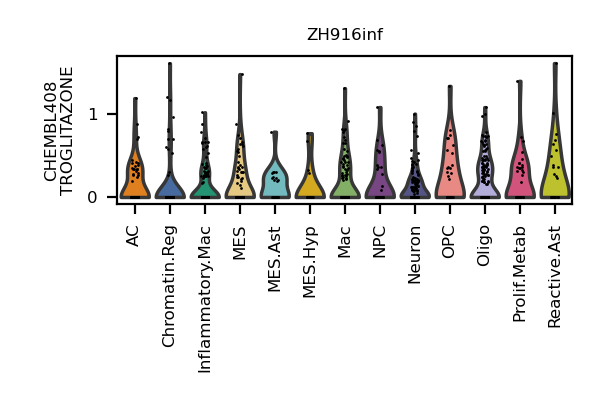 ZH916inf
CHEMBL408
TROGLITAZONE
1
0
AC
Chromatin.Reg
Inflammatory.Mac
MES
MES.Ast
MES.Hyp
Mac
NPC
Neuron
OPC
Oligo
Prolif.Metab
Reactive.Ast